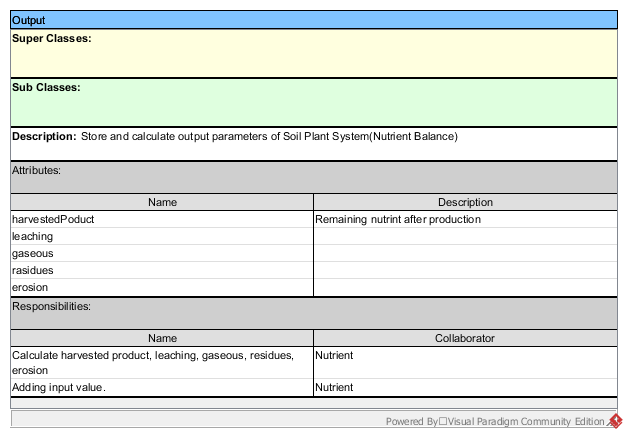 Output
Super Classes:
Sub Classes:
Description: Store and calculate output parameters of Soil Plant System(Nutrient Balance)
Attributes:
Name Description
harvestedPoduct Remaining nutrint after production
leaching
gaseous
rasidues
erosion
Responsibilities:
Name Collaborator
Calculate harvested product, leaching, gaseous, residues, Nutrient
erosion
Adding input value. Nutrient
Powered By□Visual Paradigm Community Edition